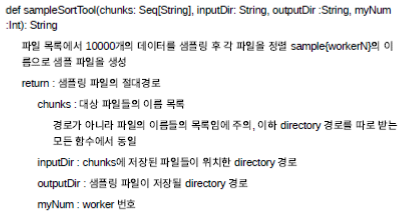 def sampleSortTool(chunks: Seq[String], inputDir: String, outputDir :String, myNum
:Int): String
파일 목록에서 10000개의 데이터를 샘플링 후 각 파일을 정렬 sample{workerN}의 이
름으로 샘플 파일을 생성
return : 샘플링 파일의 절대경로
chunks : 대상 파일들의 이름 목록
경로가 아니라 파일의 이름들의 목록임에 주의, 이하 directory 경로를 따로 받는
모든 함수에서 동일
inputDir : chunks에 저장된 파일들이 위치한 directory 경로
outputDir : 샘플링 파일이 저장될 directory 경로
myNum : worker 번호